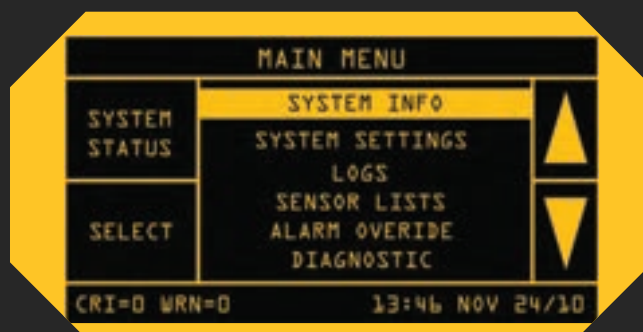 MAIN MENU
SYSTEM
STATUS
SELECT
SYSTEM INFO
SYSTEM SETTINGS
LOGS
SENSOR LISTS
ALARM OVERIDE
DIAGNOSTIC
CRI=0 WRN=0 13:46 NOV 24/10